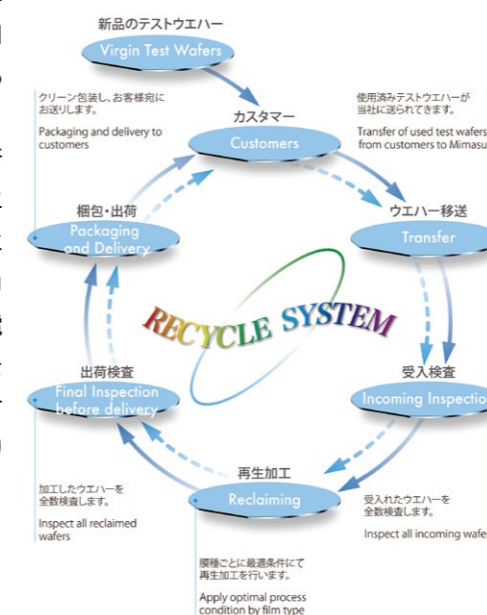 新品のテストウエハー
Virgin Test Wafers
クリーン包装し、お客様宛に
お送りします。
Packaging and delivery to
customers
カスタマー
Customers
使用済みテストウエハーが
当社に送られてきます。
Transfer of used test wafers
from customers to Mimasu
梱包・出荷
Packaging
and Delivery
ウエハー移送
Transfer
RECYCLE SYSTEM
出荷検査
Final Inspection
before delivery
受入検査
Incoming Inspectio
再生加工
Reclaiming
加工したウエハーを
全数検査します。
Inspect all reclaimed
wafers
受入れたウエハーを
全数検査します。
Inspect all incoming wafe
膜種ごとに最適条件にて
再生加工を行います。
Apply optimal process
condition by film type